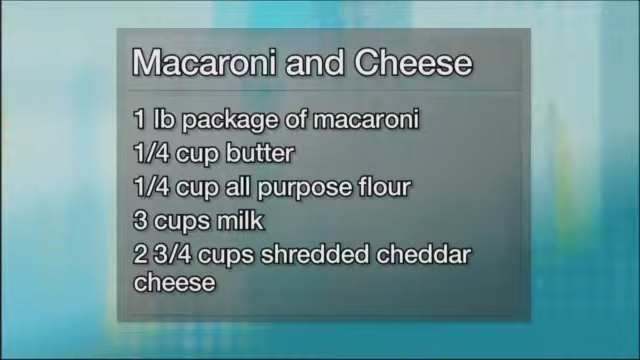 Macaroni and Cheese
1 lb package of macaroni
1/4 cup butter
1/4 cup all purpose flour
3 cups milk
2 3/4 cups shredded cheddar
cheese